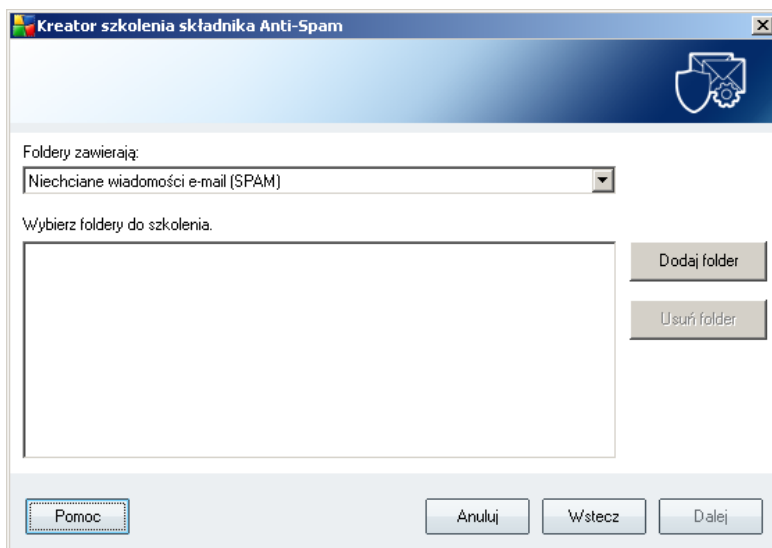 Kreator szkolenia składnika Anti-Spam
Foldery zawierają:
Niechciane wiadomości e-mail (SPAM)
Wybierz foldery do szkolenia.
Dodaj folder
Usuń folder
Pomoc
Anuluj
Wstecz
Dalej